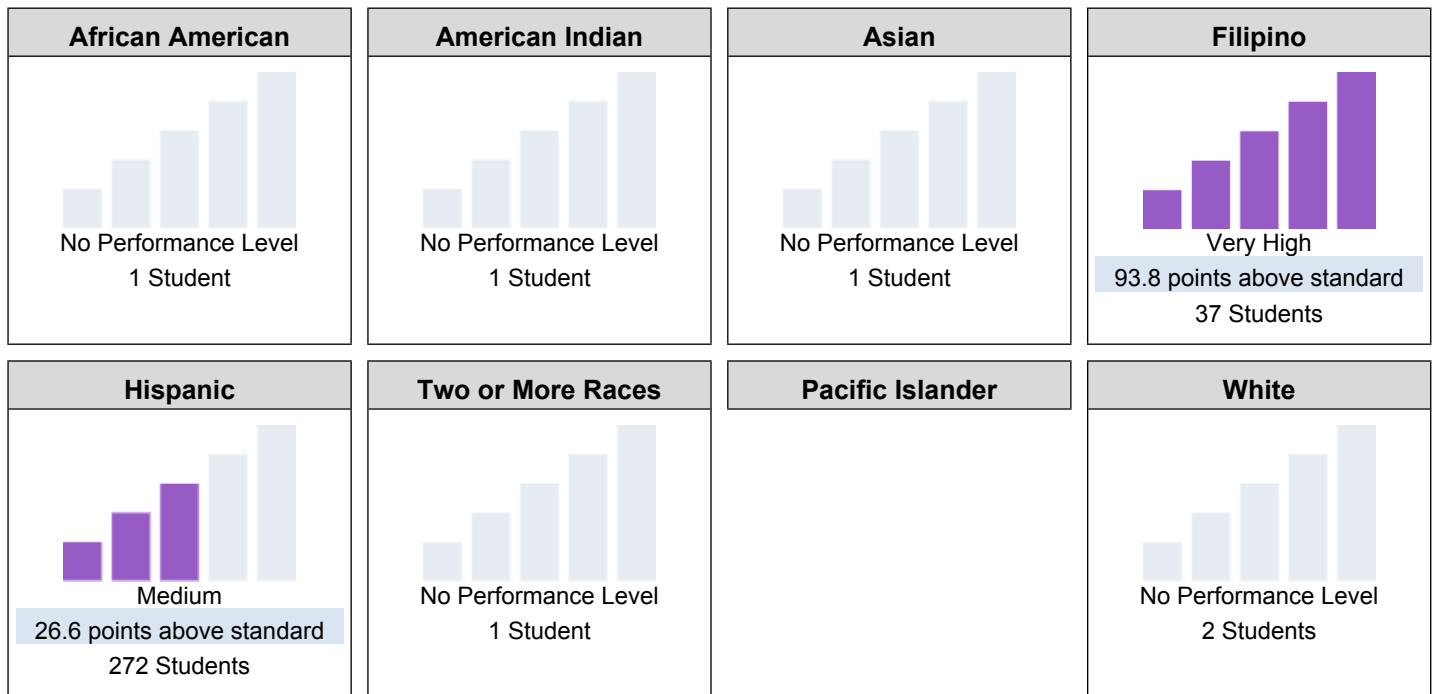 African American
No Performance Level
1 Student
American Indian
No Performance Level
1 Student
Asian
No Performance Level
1 Student
Filipino
Very High
93.8 points above standard
37 Students
Hispanic
Medium
26.6 points above standard
272 Students
Two or More Races
No Performance Level
1 Student
Pacific Islander
White
No Performance Level
2 Students